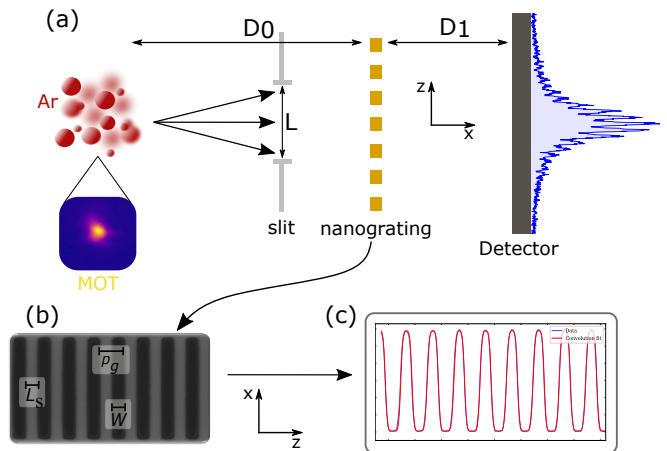 (a)
D0
D1
Ar
L
z
x
MOT
slit
nanograting
Detector
(b)
(c)
p_g
L_s
W
x
z
Data
Convolution fit